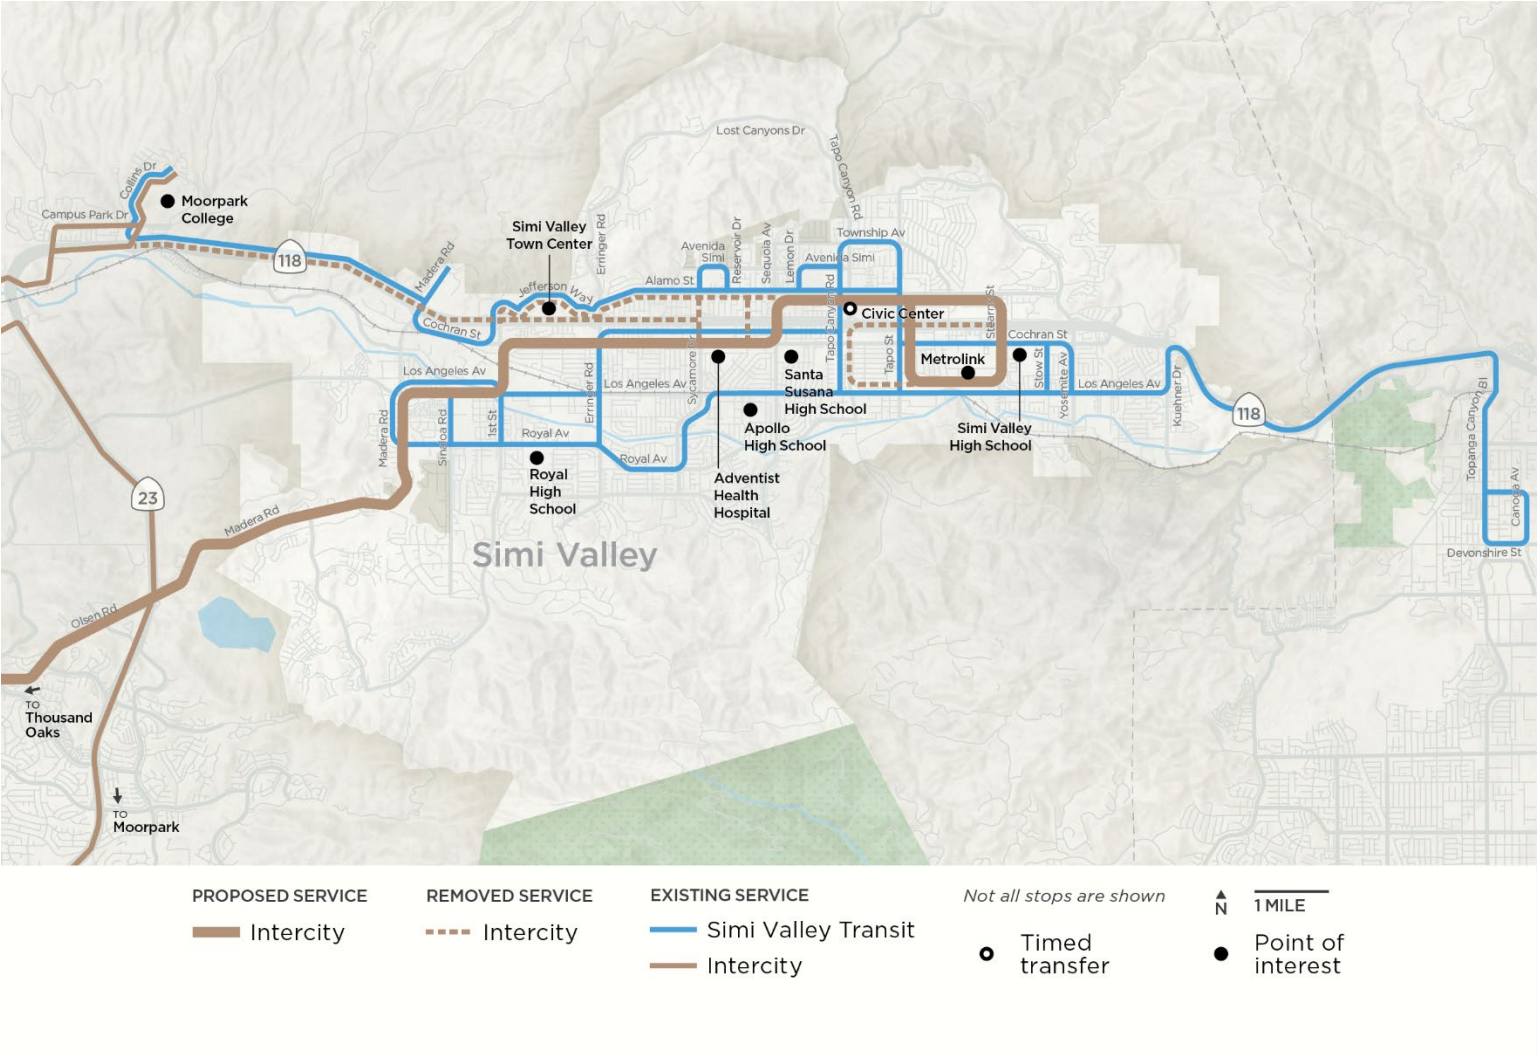 Lost Canyons Dr
Tapo Canyon Rd
Collins Dr
Moorpark
College
Campus Park Dr
118
Madera Rd
Simi Valley
Town Center
Erringer Rd
Avenida
Simi
Reservoir Dr
Sequoia Av
Lemon Dr
Township Av
Avenida Simi
Alamo St
Jefferson Way
Cochran St
Tapo Canyon Rd
Civic Center
Stearns St
Tapo St
Cochran St
Metrolink
Stow St
Yosemite Av
Los Angeles Av
Kuehner Dr
118
Topanga Canyon Bl
Canoga Av
Devonshire St
Los Angeles Av
Los Angeles Av
Sycamore Dr
Erringer Rd
Santa
Susana
High School
Apollo
High School
Simi Valley
High School
Madera Rd
Sinaloa Rd
1st St
Royal Av
Royal Av
Royal
High
School
Adventist
Health
Hospital
23
Madera Rd
Simi Valley
Olsen Rd
TO
Thousand
Oaks
TO
Moorpark
PROPOSED SERVICE
Intercity
REMOVED SERVICE
Intercity
EXISTING SERVICE
Simi Valley Transit
Intercity
Not all stops are shown
Timed
transfer
N
1 MILE
Point of
interest